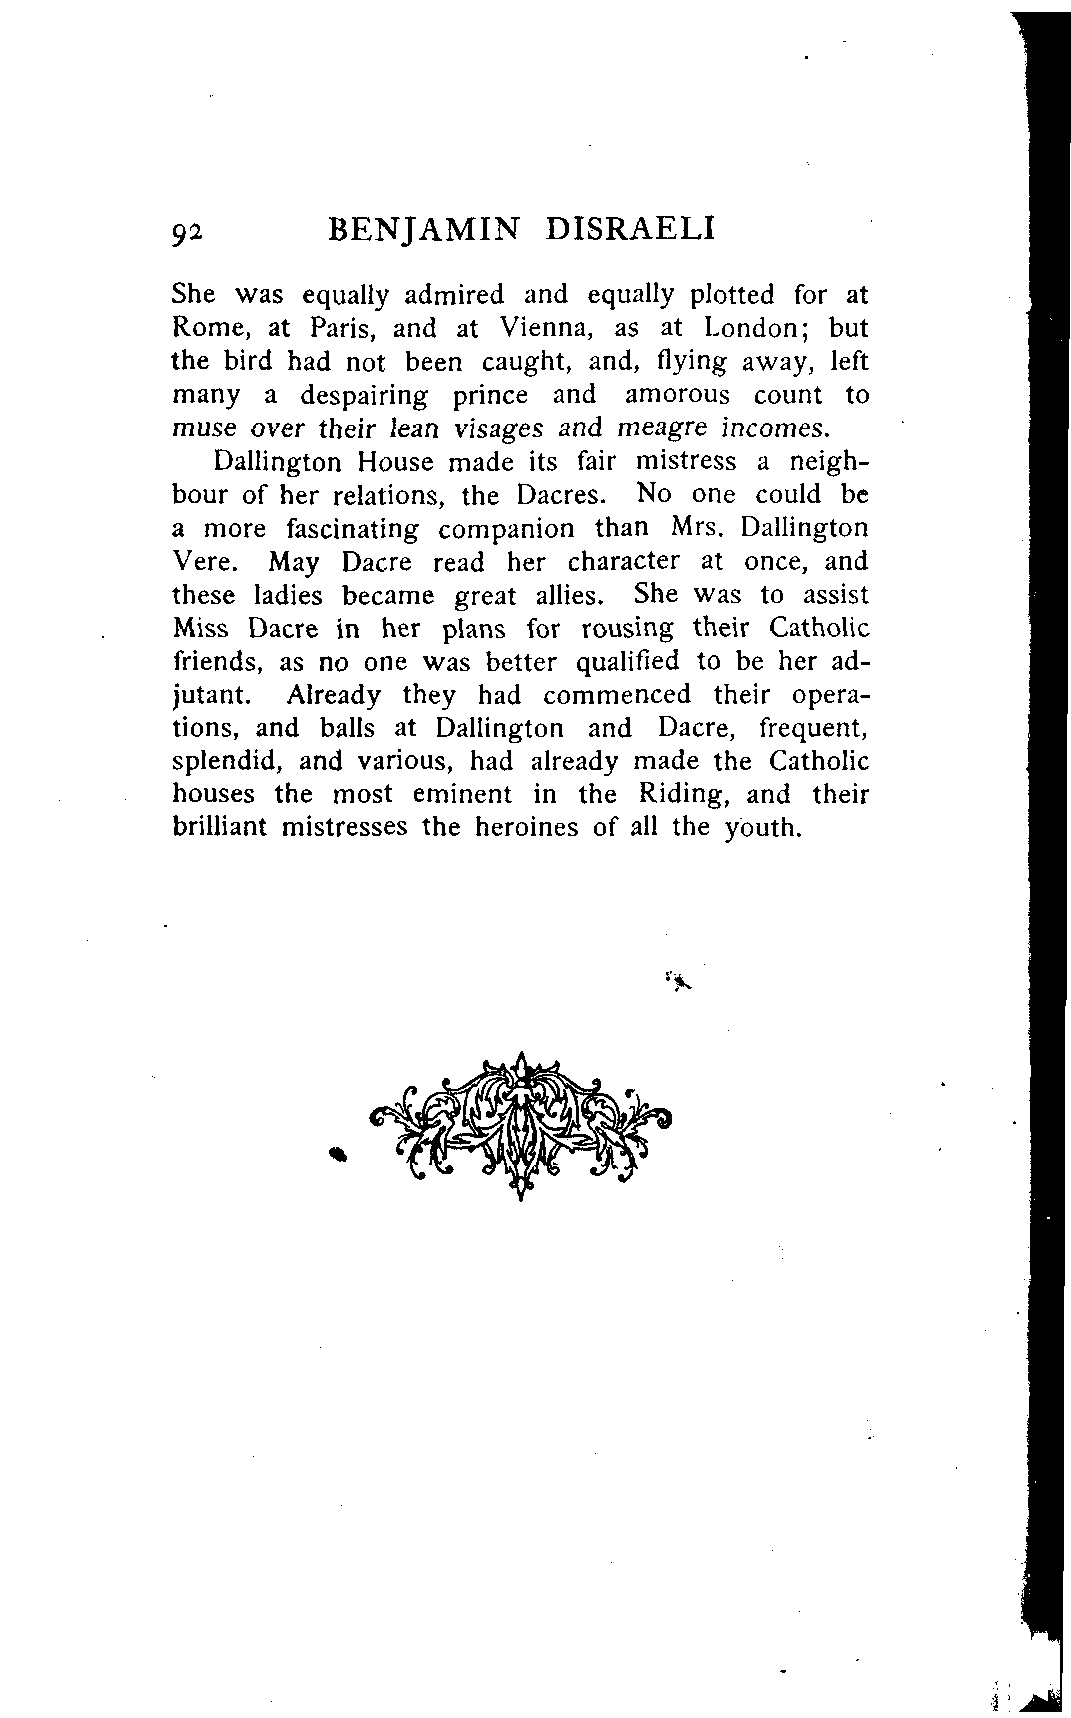 92 BENJAMIN DISRAELI
She was equally admired and equally plotted for at
Rome, at Paris, and at Vienna, as at London; but
the bird had not been caught, and, flying away, left
many a despairing prince and amorous count to
muse over their lean visages and meagre incomes.
Dallington House made its fair mistress a neigh-
bour of her relations, the Dacres. No one could be
a more fascinating companion than Mrs. Dallington
Vere. May Dacre read her character at once, and
these ladies became great allies. She was to assist
Miss Dacre in her plans for rousing their Catholic
friends, as no one was better qualified to be her ad-
jutant. Already they had commenced their opera-
tions, and balls at Dallington and Dacre, frequent,
splendid, and various, had already made the Catholic
houses the most eminent in the Riding, and their
brilliant mistresses the heroines of all the youth.